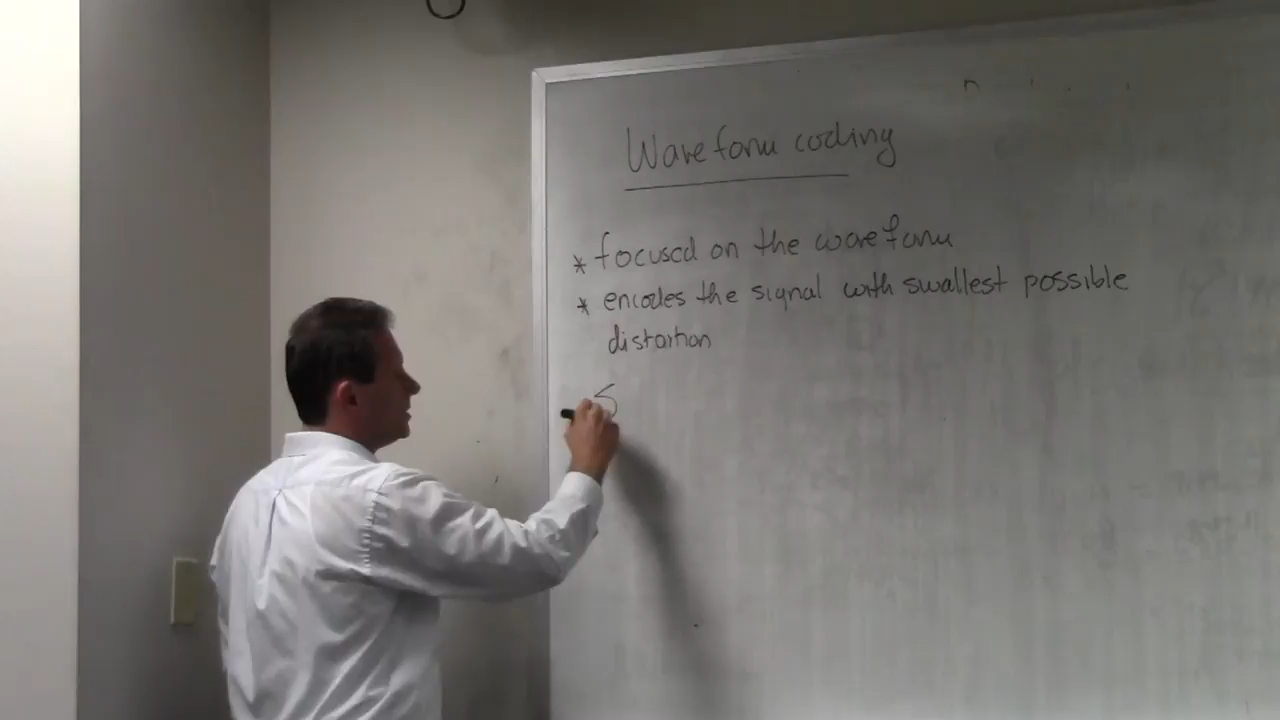 Waveform coding
* focused on the waveform
* encodes the signal with smallest possible
distortion
S